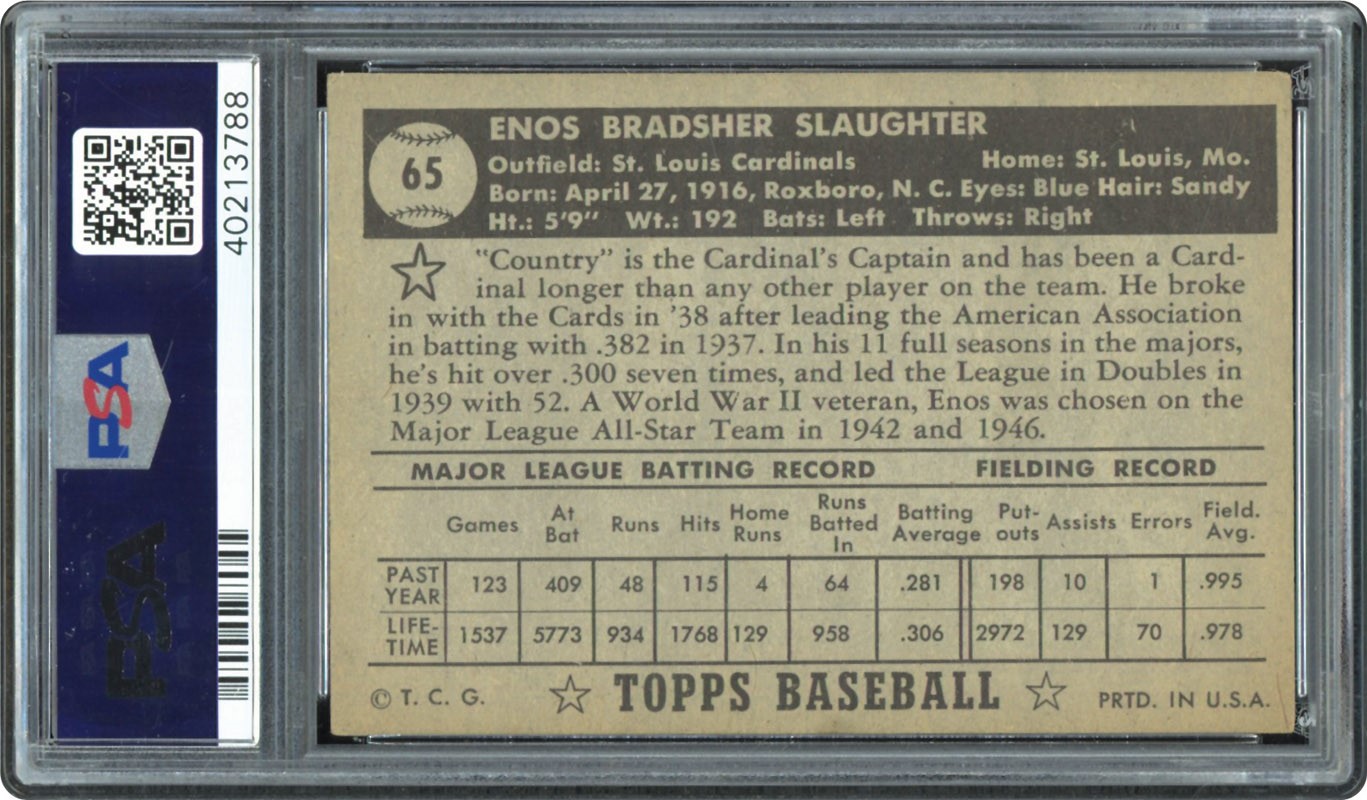 40213788
PSA
PSA
65
ENOS BRADSHER SLAUGHTER
Outfield: St. Louis Cardinals Home: St. Louis, Mo.
Born: April 27, 1916, Roxboro, N. C. Eyes: Blue Hair: Sandy
Ht.: 5'9" Wt.: 192 Bats: Left Throws: Right
"Country" is the Cardinal's Captain and has been a Card-
inal longer than any other player on the team. He broke
in with the Cards in '38 after leading the American Association
in batting with .382 in 1937. In his 11 full seasons in the majors,
he's hit over .300 seven times, and led the League in Doubles in
1939 with 52. A World War II veteran, Enos was chosen on the
Major League All-Star Team in 1942 and 1946.
MAJOR LEAGUE BATTING RECORD FIELDING RECORD
Games At Bat Runs Hits Home Runs Runs Batted In Batting Average Put-outs Assists Errors Field. Avg.
PAST YEAR 123 409 48 115 4 64 .281 198 10 1 .995
LIFE-TIME 1537 5773 934 1768 129 958 .306 2972 129 70 .978
© T. C. G. TOPPS BASEBALL PRTD. IN U.S.A.